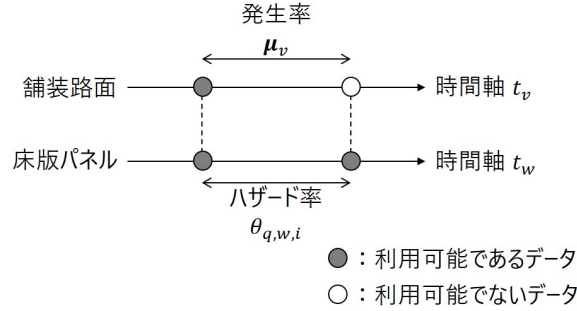 発生率
μ_v
舗装路面
時間軸 t_v
床版パネル
時間軸 t_w
ハザード率
θ_{q,w,i}
：利用可能であるデータ
：利用可能でないデータ